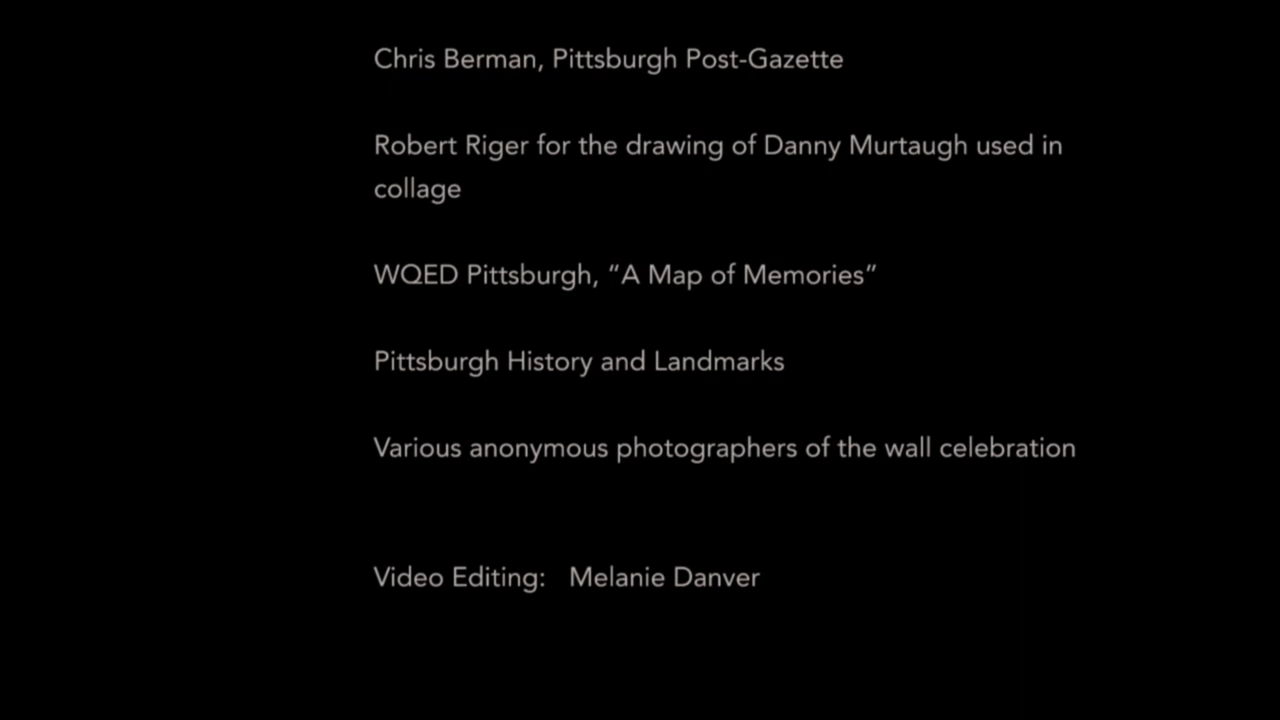 Chris Berman, Pittsburgh Post-Gazette
Robert Riger for the drawing of Danny Murtaugh used in
collage
WQED Pittsburgh, “A Map of Memories”
Pittsburgh History and Landmarks
Various anonymous photographers of the wall celebration
Video Editing: Melanie Danver